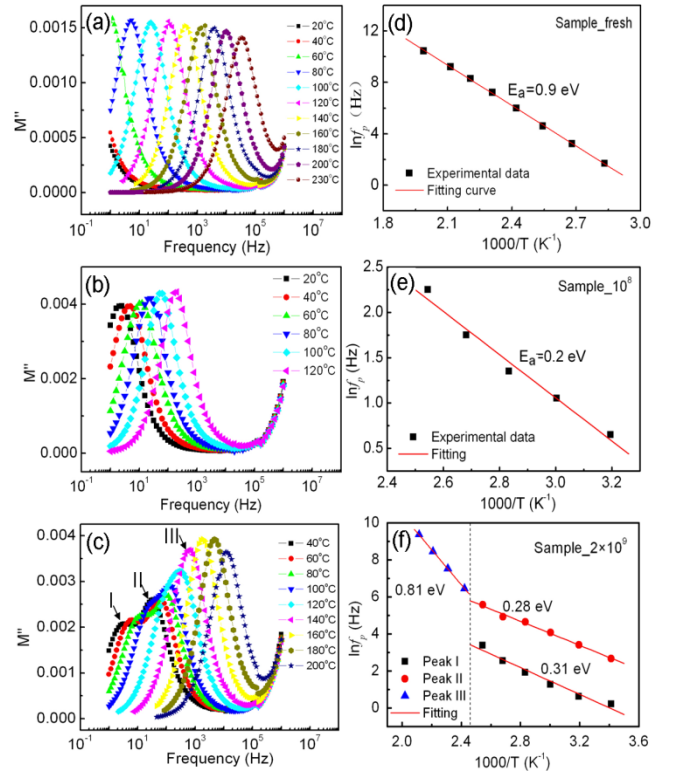 (a)
20°C
40°C
60°C
80°C
100°C
120°C
140°C
160°C
180°C
200°C
230°C
0.0015
0.0010
0.0005
0.0000
M''
10⁻¹ 10¹ 10³ 10⁵ 10⁷
Frequency (Hz)
(d)
Sample_fresh
Eₐ=0.9 eV
12
8
4
0
lnfₚ (Hz)
Experimental data
Fitting curve
1.8 2.1 2.4 2.7 3.0
1000/T (K⁻¹)
(b)
20°C
40°C
60°C
80°C
100°C
120°C
0.004
0.002
0.000
M''
10⁻¹ 10¹ 10³ 10⁵ 10⁷
Frequency (Hz)
(e)
Sample_10⁸
Eₐ=0.2 eV
2.5
2.0
1.5
1.0
0.5
lnfₚ (Hz)
Experimental data
Fitting
2.4 2.6 2.8 3.0 3.2
1000/T (K⁻¹)
(c)
I
II
III
40°C
60°C
80°C
100°C
120°C
140°C
160°C
180°C
200°C
0.004
0.003
0.002
0.001
0.000
M''
10⁻¹ 10¹ 10³ 10⁵ 10⁷
Frequency (Hz)
(f)
Sample_2×10⁹
0.81 eV
0.28 eV
0.31 eV
10
8
6
4
2
0
lnfₚ (Hz)
Peak I
Peak II
Peak III
Fitting
2.0 2.4 2.8 3.2 3.6
1000/T (K⁻¹)